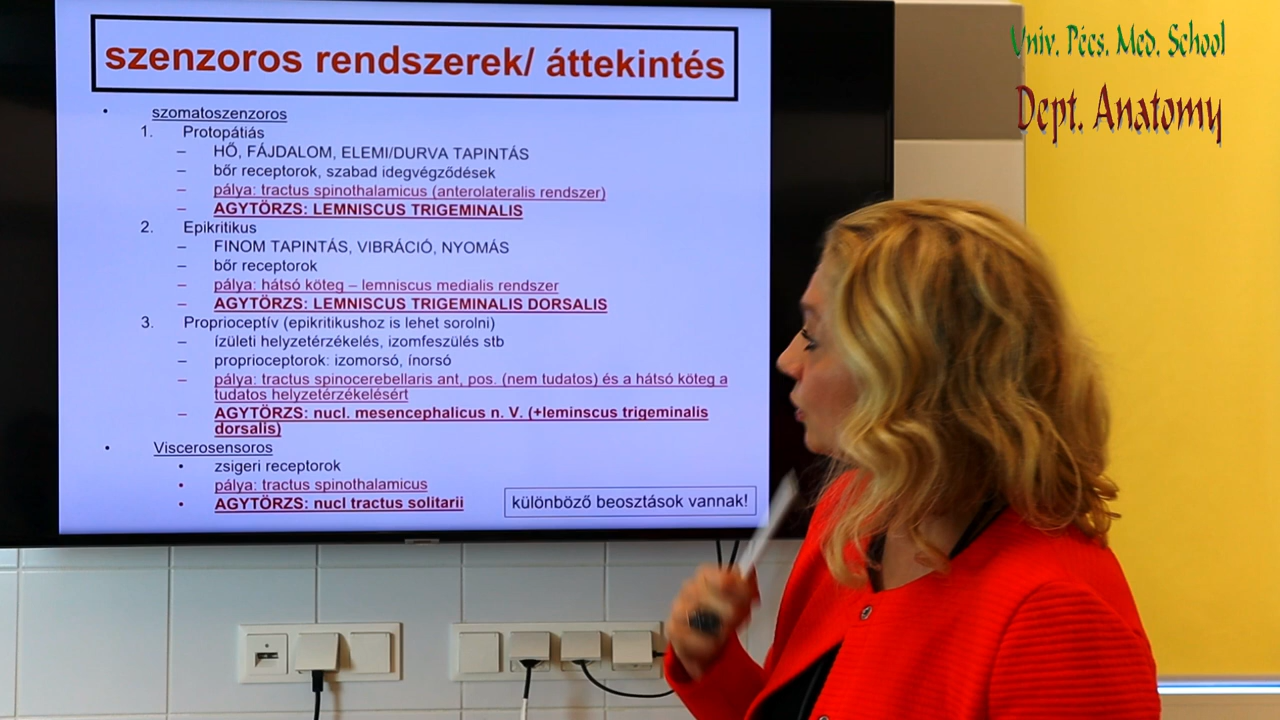 szenzoros rendszerek/ áttekintés
• szomatoszenzoros
1. Protopátiás
– HŐ, FÁJDALOM, ELEMI/DURVA TAPINTÁS
– bőr receptorok, szabad idegvégződések
– pálya: tractus spinothalamicus (anterolateralis rendszer)
– AGYTÖRZS: LEMNISCUS TRIGEMINALIS
2. Epikritikus
– FINOM TAPINTÁS, VIBRÁCIÓ, NYOMÁS
– bőr receptorok
– pálya: hátsó köteg – lemniscus medialis rendszer
– AGYTÖRZS: LEMNISCUS TRIGEMINALIS DORSALIS
3. Proprioceptív (epikritikushoz is lehet sorolni)
– ízületi helyzetérzékelés, izomfeszülés stb
– proprioceptorok: izomorsó, ínorsó
– pálya: tractus spinocerebellaris ant, pos. (nem tudatos) és a hátsó köteg a
tudatos helyzetérzékelésért
– AGYTÖRZS: nucl. mesencephalicus n. V. (+leminscus trigeminalis
dorsalis)
• Viscerosensoros
• zsigeri receptorok
• pálya: tractus spinothalamicus
• AGYTÖRZS: nucl tractus solitarii
különböző beosztások vannak!
Univ. Pécs. Med. School
Dept. Anatomy